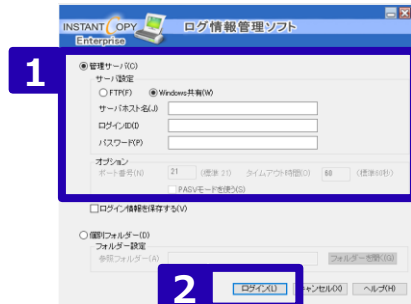 INSTANT COPY ログ情報管理ソフト
Enterprise
1
管理サーバ(C)
サーバ設定
FTP(F) Windows共有(W)
サーバホスト名(J)
ログインID(I)
パスワード(P)
オプション
ポート番号(N) 21 (標準 21) タイムアウト時間(O) 60 (標準60秒)
PASVモードを使う(S)
ログイン情報を保存する(V)
個別フォルダー(D)
フォルダー設定
参照フォルダー(A) フォルダーを開く(G)
2
ログイン(L) キャンセル(X) ヘルプ(H)